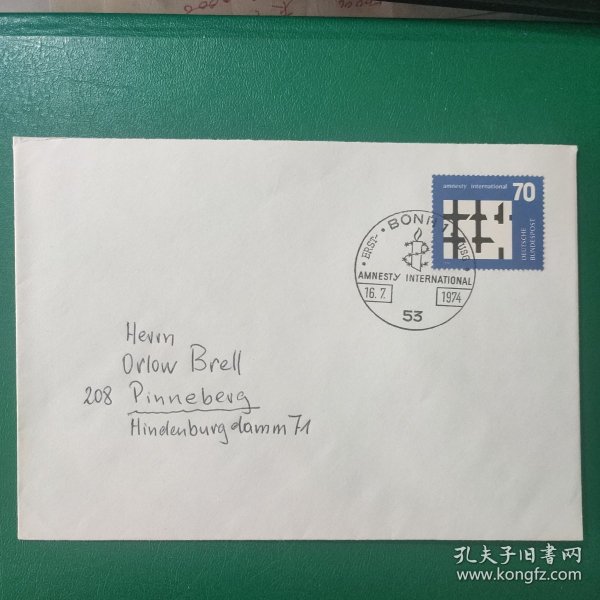 amnesty international 70
DEUTSCHE
BUNDESPOST
BONN 1
ERST-
AMNESTY INTERNATIONAL
16.7. 1974
53
Herrn
Orlow Brell
208 Pinneberg
Hindenburgdamm 71
孔夫子旧书网
www.kongfz.com